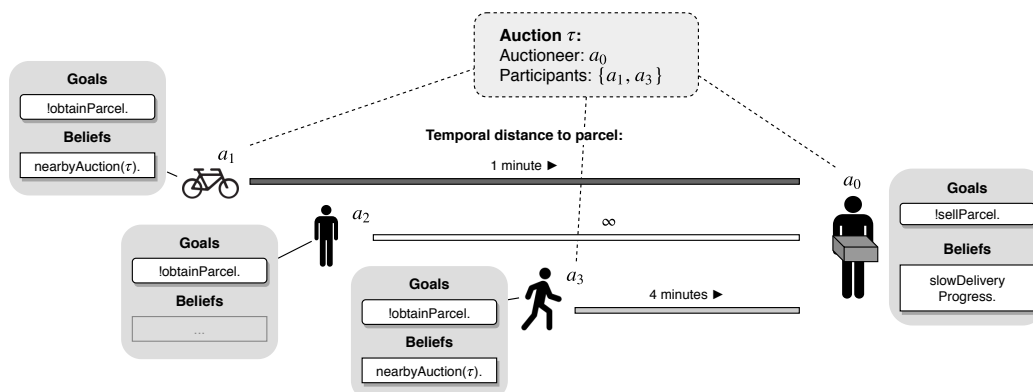 Auction τ:
Auctioneer: a0
Participants: {a1, a3}
Goals
!obtainParcel.
Beliefs
nearbyAuction(τ).
a1
Temporal distance to parcel:
1 minute ►
a0
Goals
!sellParcel.
Beliefs
slowDelivery
Progress.
a2
∞
Goals
!obtainParcel.
Beliefs
...
a3
4 minutes ►
Goals
!obtainParcel.
Beliefs
nearbyAuction(τ).